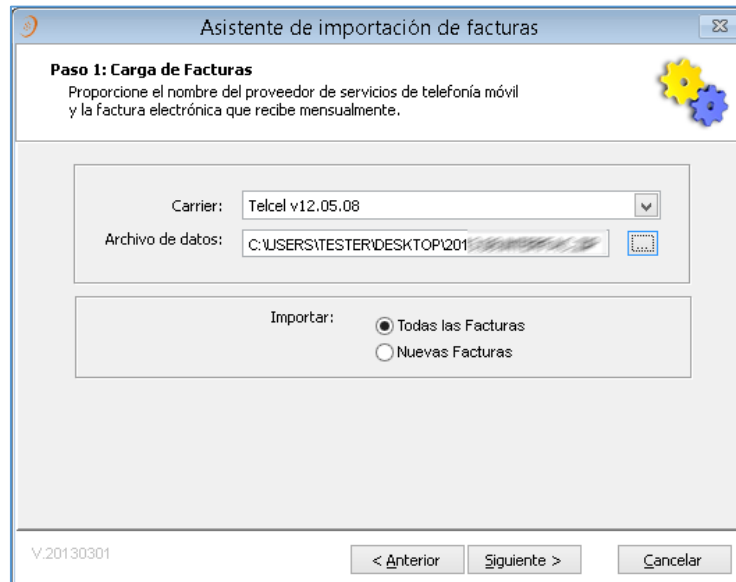 Asistente de importación de facturas
Paso 1: Carga de Facturas
Proporcione el nombre del proveedor de servicios de telefonía móvil
y la factura electrónica que recibe mensualmente.
Carrier: Telcel v12.05.08
Archivo de datos: C:\USERS\TESTER\DESKTOP\201 ...
Importar: Todas las Facturas
Nuevas Facturas
V.20130301 < Anterior Siguiente > Cancelar